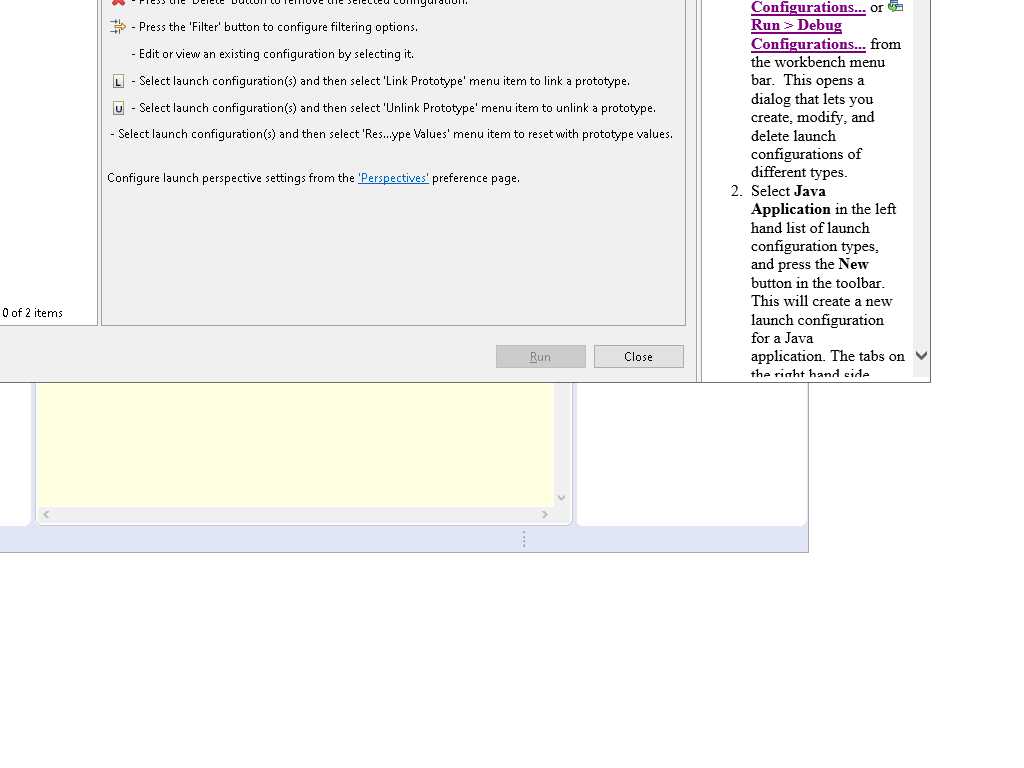 - Press the 'Delete' button to remove the selected configuration.
- Press the 'Filter' button to configure filtering options.
- Edit or view an existing configuration by selecting it.
L - Select launch configuration(s) and then select 'Link Prototype' menu item to link a prototype.
U - Select launch configuration(s) and then select 'Unlink Prototype' menu item to unlink a prototype.
- Select launch configuration(s) and then select 'Res...ype Values' menu item to reset with prototype values.
Configure launch perspective settings from the 'Perspectives' preference page.
0 of 2 items
Run
Close
Configurations... or
Run > Debug
Configurations... from
the workbench menu
bar. This opens a
dialog that lets you
create, modify, and
delete launch
configurations of
different types.
2. Select Java
Application in the left
hand list of launch
configuration types,
and press the New
button in the toolbar.
This will create a new
launch configuration
for a Java
application. The tabs on
the right hand side